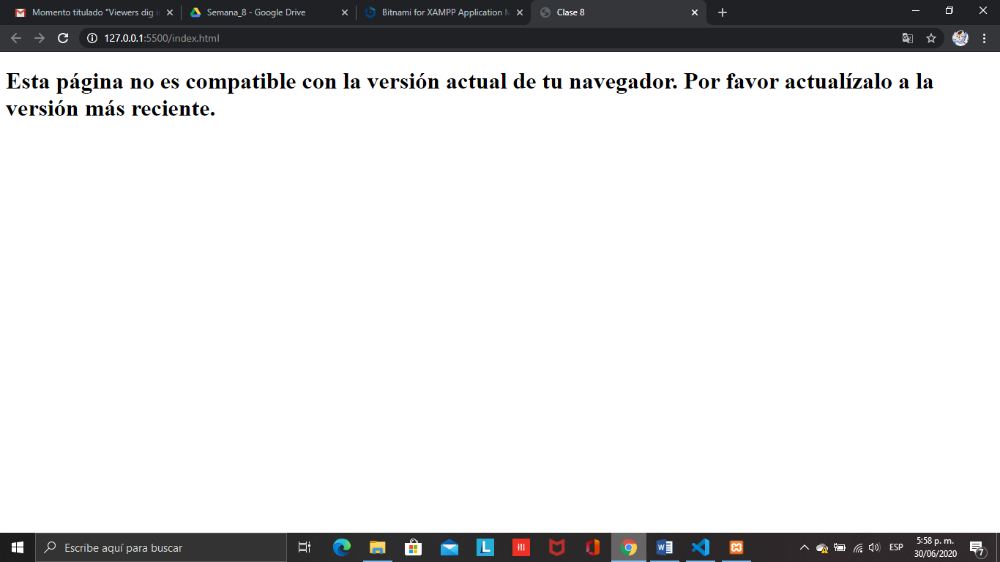 Momento titulado "Viewers dig in
Semana_8 - Google Drive
Bitnami for XAMPP Application M
Clase 8
127.0.0.1:5500/index.html
Esta página no es compatible con la versión actual de tu navegador. Por favor actualízalo a la
versión más reciente.
Escribe aquí para buscar
ESP
5:58 p. m.
30/06/2020
7